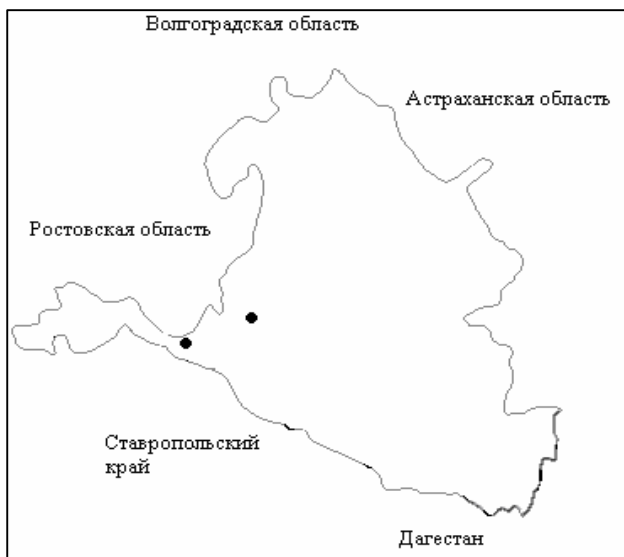 Волгоградская область
Астраханская область
Ростовская область
Ставропольский
край
Дагестан